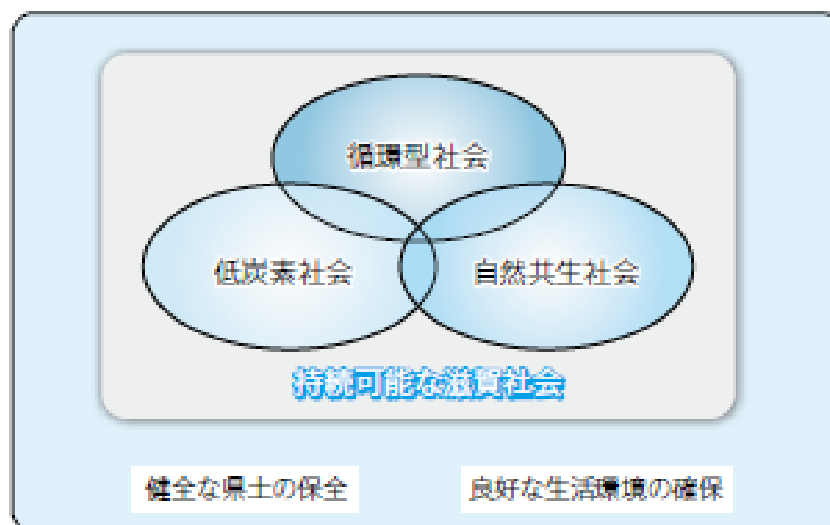 循環型社会
低炭素社会
自然共生社会
持続可能な滋賀社会
健全な県土の保全
良好な生活環境の確保